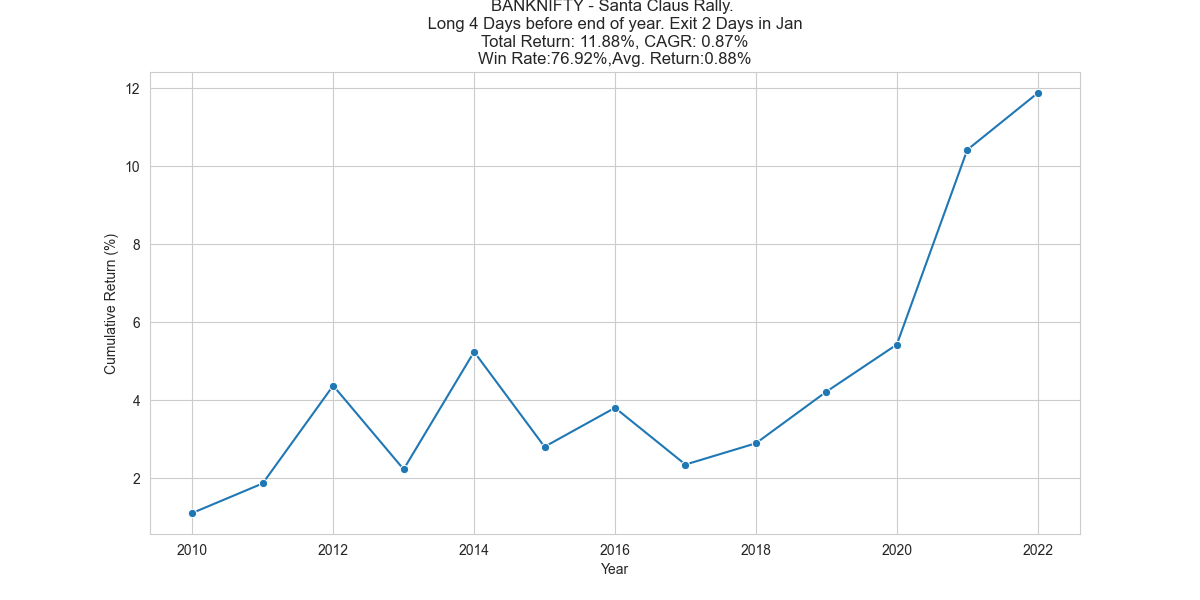 BANKNIFTY - Santa Claus Rally.
Long 4 Days before end of year. Exit 2 Days in Jan
Total Return: 11.88%, CAGR: 0.87%
Win Rate:76.92%,Avg. Return:0.88%
12
10
8
6
4
2
Cumulative Return (%)
2010 2012 2014 2016 2018 2020 2022
Year